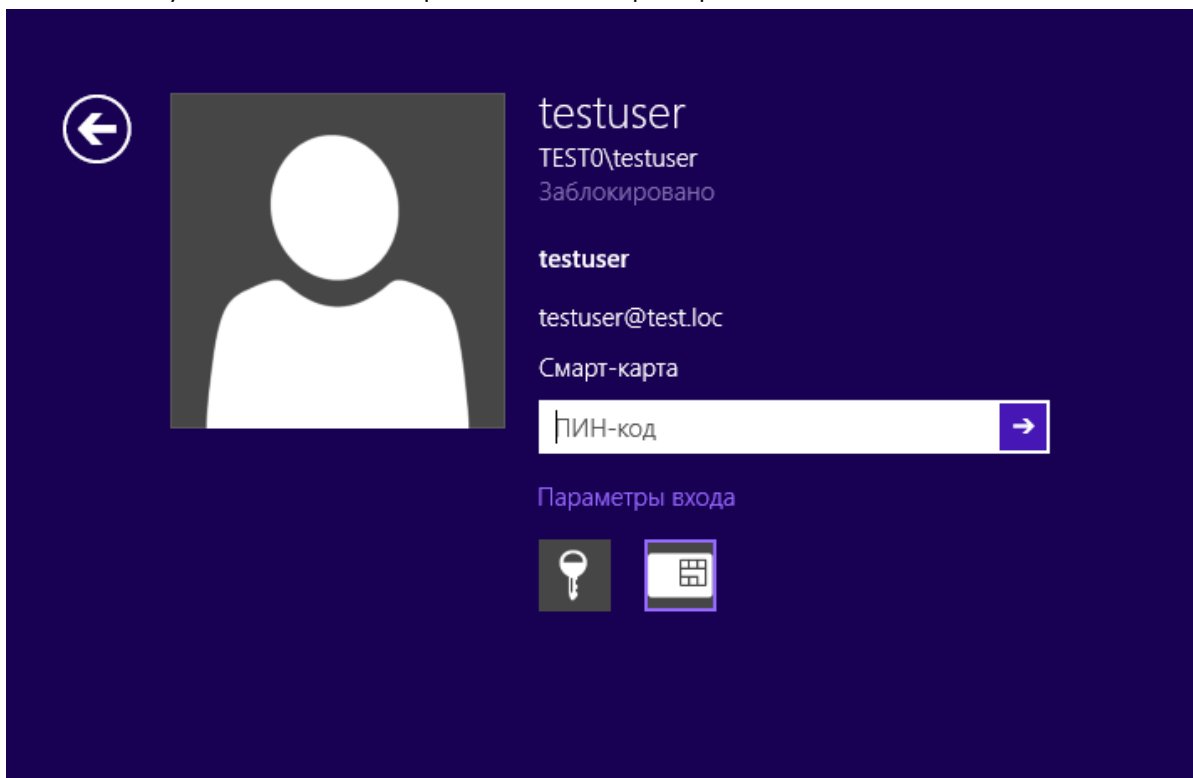 testuser
TEST0\testuser
Заблокировано
testuser
testuser@test.loc
Смарт-карта
ПИН-код
Параметры входа